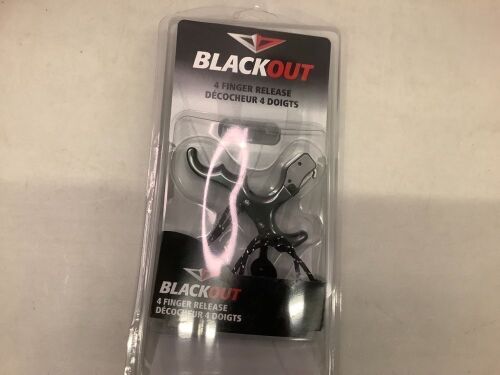 BLACKOUT
4 FINGER RELEASE
DÉCOCHEUR 4 DOIGTS
BLACKOUT
4 FINGER RELEASE
DÉCOCHEUR 4 DOIGTS